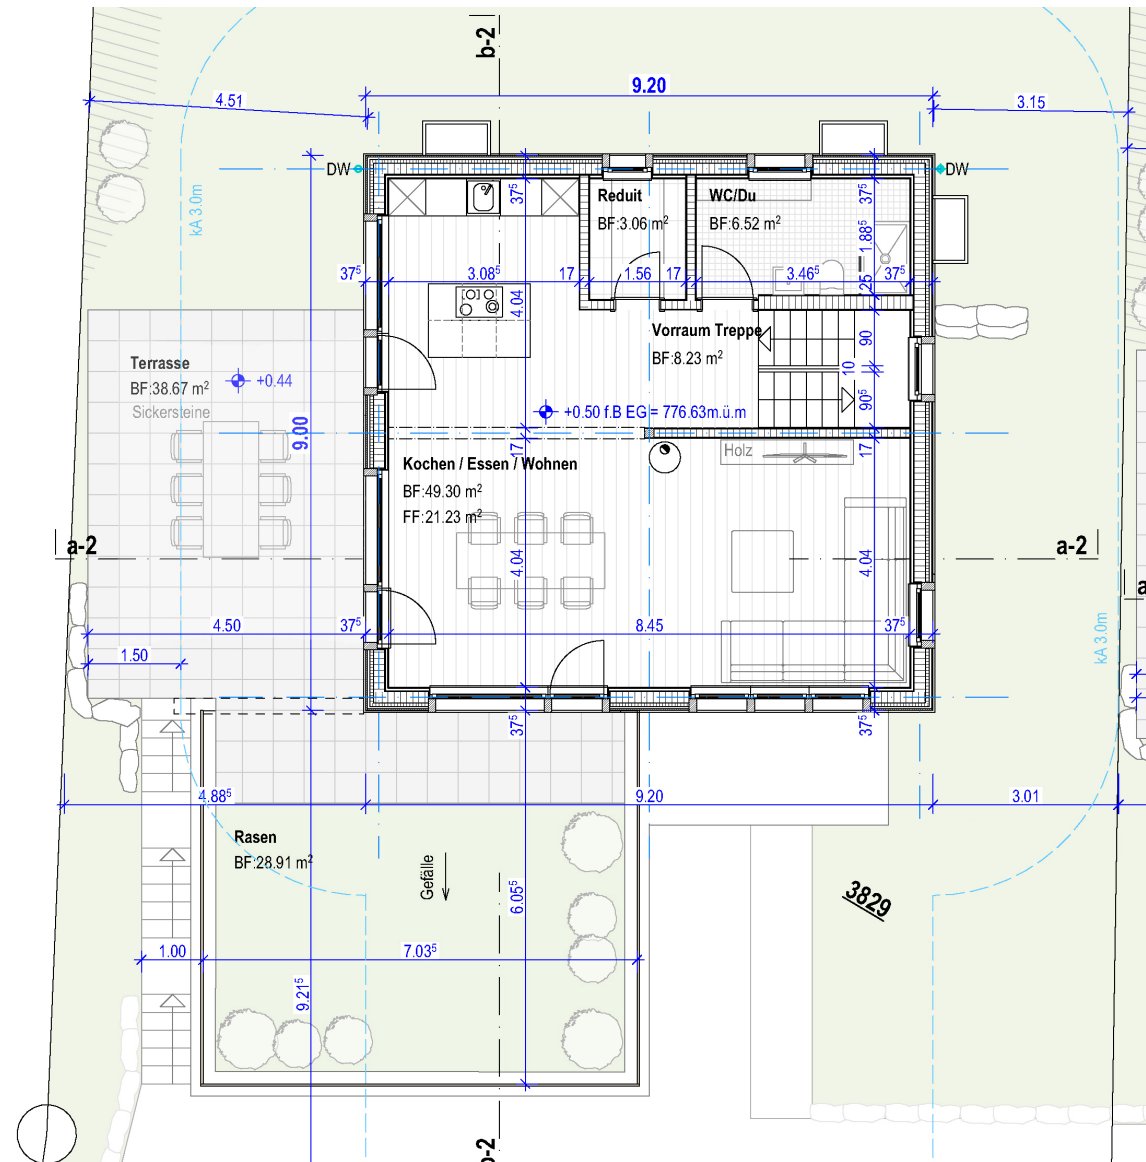 b-2
9.20
4.51
3.15
DW
DW
kA 3.0m
37⁵
37⁵
Reduit
BF:3.06 m²
WC/Du
BF:6.52 m²
1.88⁵
37⁵
3.08⁵
17
1.56
17
3.46⁵
25
37⁵
4.04
Vorraum Treppe
BF:8.23 m²
90
10
90⁵
Terrasse
BF:38.67 m²
+0.44
Sickersteine
9.00
+0.50 f.B EG = 776.63m.ü.m
17
17
Holz
Kochen / Essen / Wohnen
BF:49.30 m²
FF:21.23 m²
a-2
a-2
a
4.04
4.04
4.50
37⁵
8.45
37⁵
1.50
kA 3.0m
37⁵
37⁵
4.88⁵
9.20
3.01
Rasen
BF:28.91 m²
Gefälle
6.05⁵
3829
1.00
7.03⁵
9.21⁵
b-2